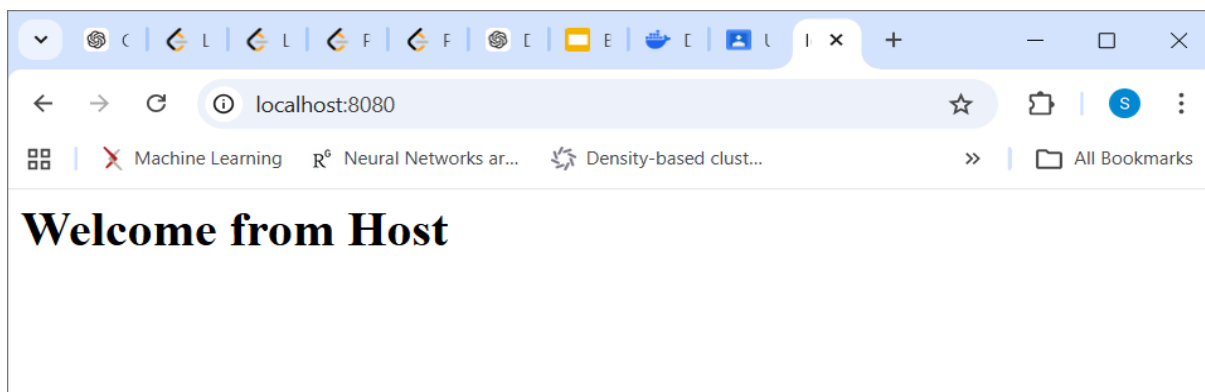 localhost:8080
S
Machine Learning
R^G Neural Networks ar...
Density-based clust...
All Bookmarks
Welcome from Host